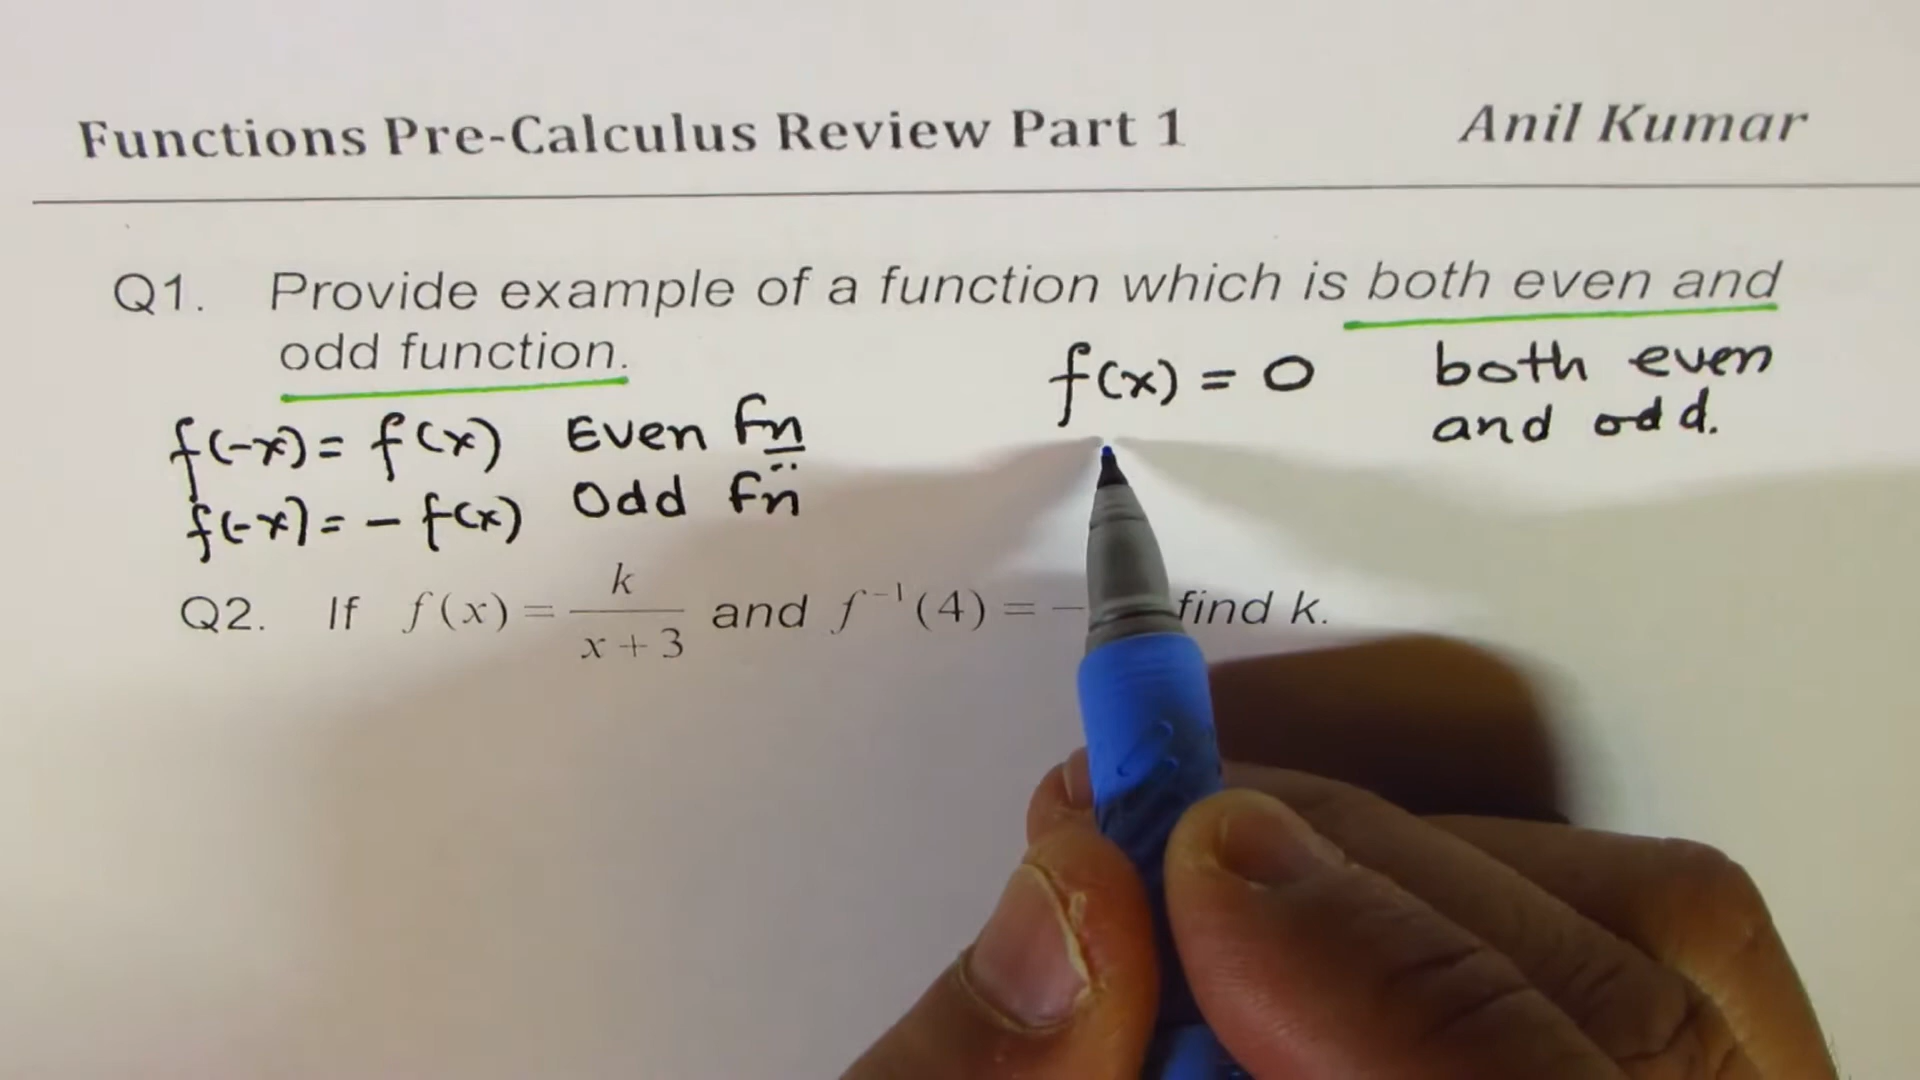 Functions Pre-Calculus Review Part 1 Anil Kumar
Q1. Provide example of a function which is both even and
odd function.
f(x) = 0 both even
and odd.
f(-x) = f(x) Even Fn
f(-x) = - f(x) Odd Fn
Q2. If f(x) = k/(x + 3) and f⁻¹(4) = − find k.